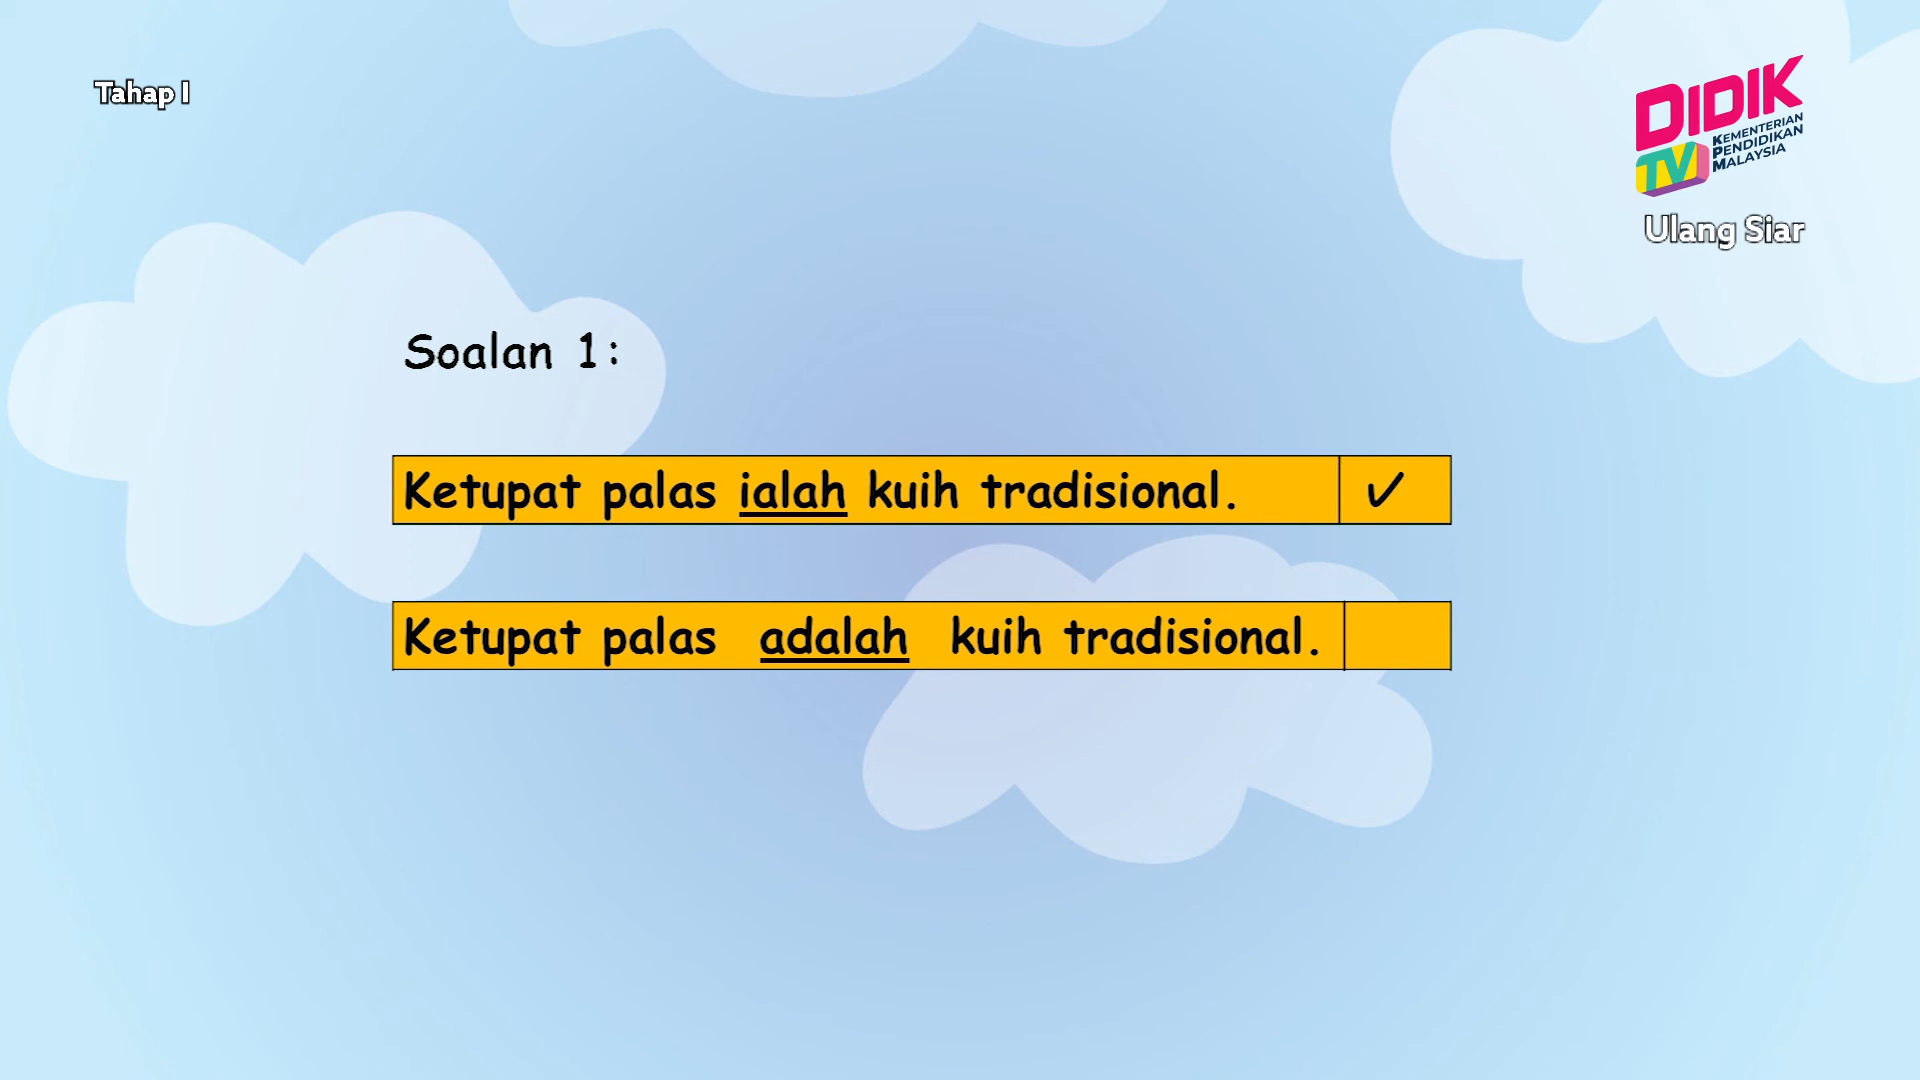 Tahap I
DIDIK
TV
KEMENTERIAN
PENDIDIKAN
MALAYSIA
Ulang Siar
Soalan 1:
Ketupat palas ialah kuih tradisional. ✓
Ketupat palas adalah kuih tradisional.